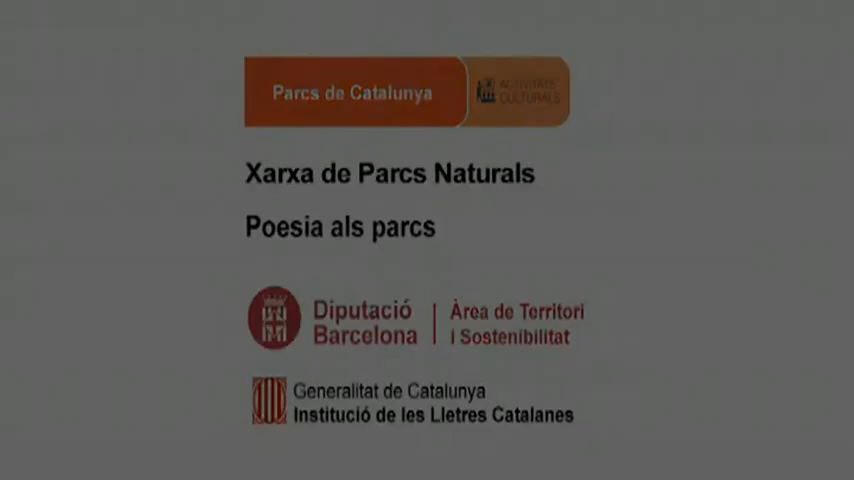 Parcs de Catalunya
ACTIVITATS
CULTURALS
Xarxa de Parcs Naturals
Poesia als parcs
Diputació
Barcelona
Àrea de Territori
i Sostenibilitat
Generalitat de Catalunya
Institució de les Lletres Catalanes